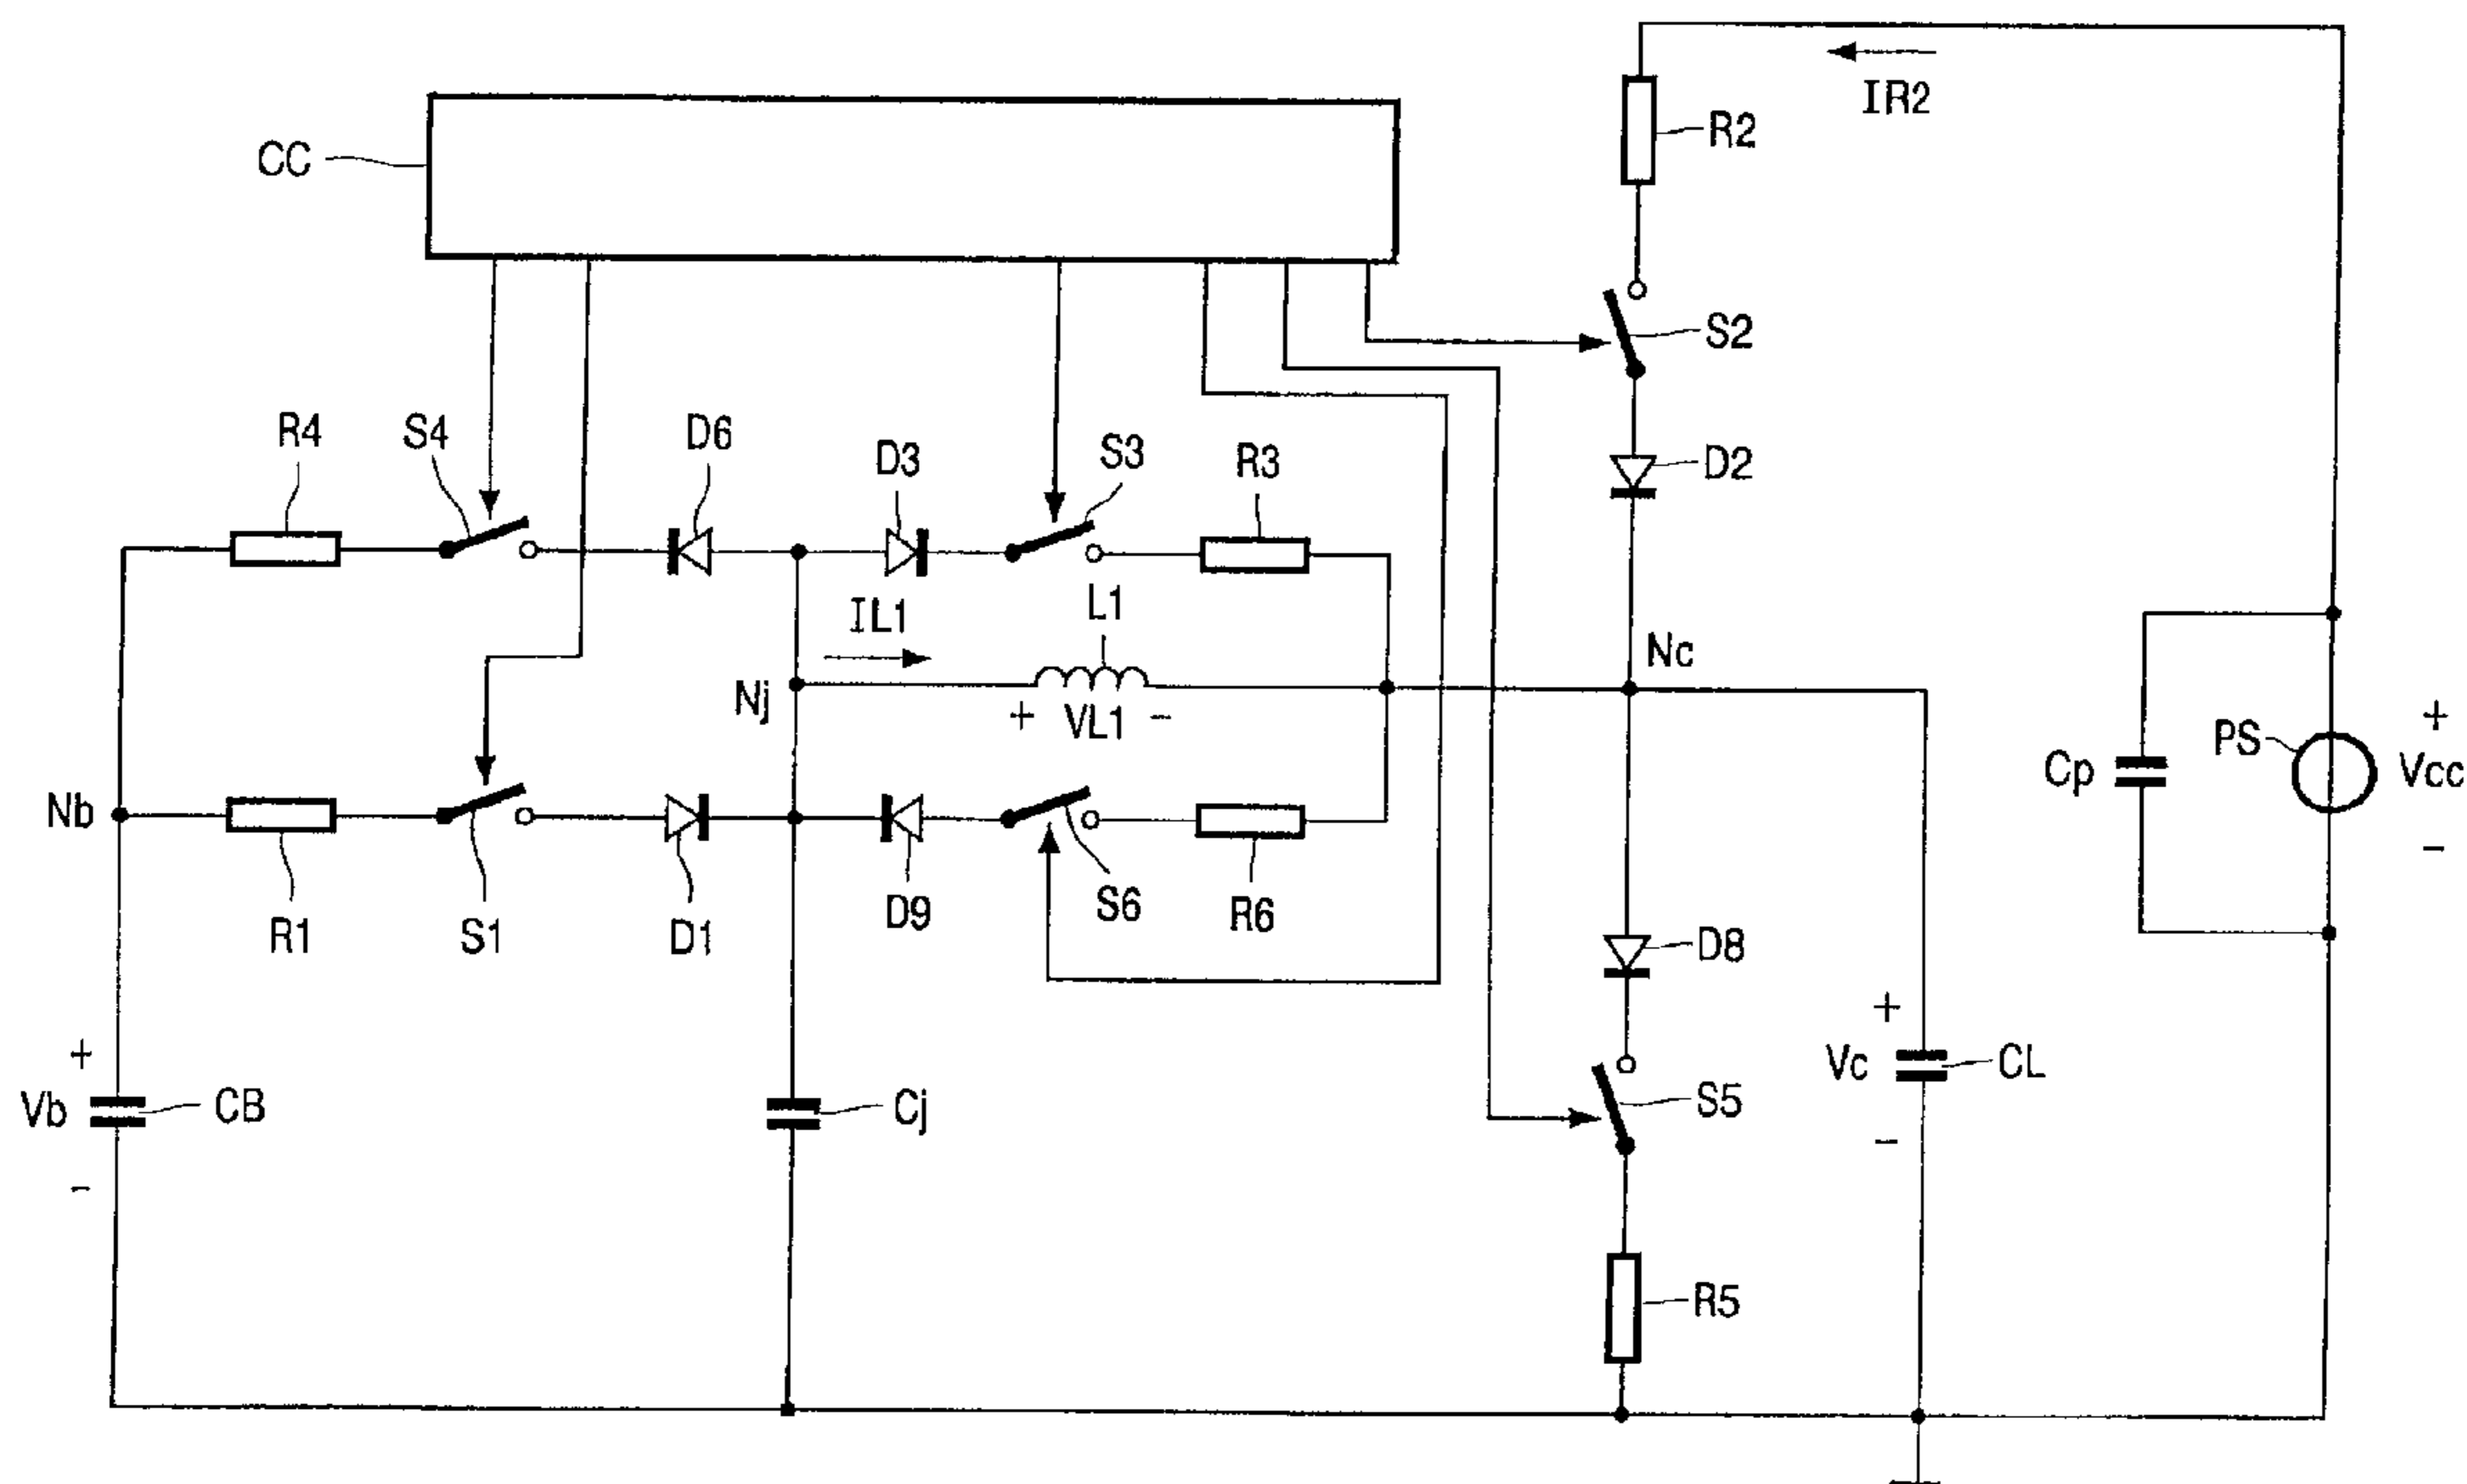 IR2
R2
CC
S2
R4
S4
D6
D3
S3
R3
D2
IL1
L1
Nc
Nj
+ VL1 -
PS
+
Vcc
-
Cp
Nb
R1
S1
D1
D9
S6
R6
D8
+
Vb
-
CB
Cj
+
Vc
-
CL
S5
R5